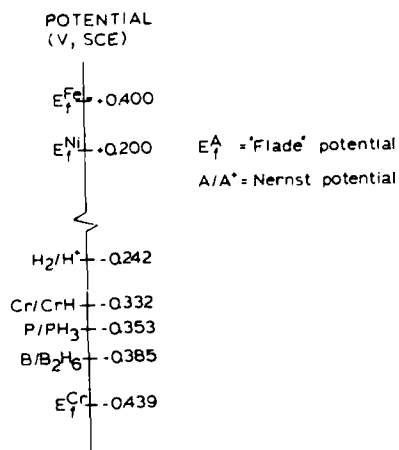 POTENTIAL
(V, SCE)
E_f^Fe +0.400
E_f^Ni +0.200
E_f^A = "Flade" potential
A/A⁺ = Nernst potential
H₂/H⁺ -0.242
Cr/CrH -0.332
P/PH₃ -0.353
B/B₂H₆ -0.385
E_f^Cr -0.439